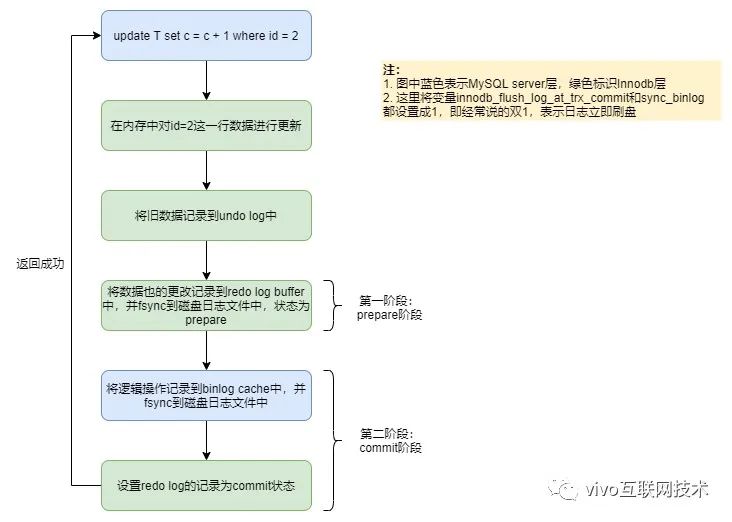 update T set c = c + 1 where id = 2
注：
1. 图中蓝色表示MySQL server层，绿色标识Innodb层
2. 这里将变量innodb_flush_log_at_trx_commit和sync_binlog
都设置成1，即经常说的双1，表示日志立即刷盘
在内存中对id=2这一行数据进行更新
将旧数据记录到undo log中
返回成功
将数据也的更改记录到redo log buffer
中，并fsync到磁盘日志文件中，状态为
prepare
第一阶段：
prepare阶段
将逻辑操作记录到binlog cache中，并
fsync到磁盘日志文件中
第二阶段：
commit阶段
设置redo log的记录为commit状态
vivo互联网技术